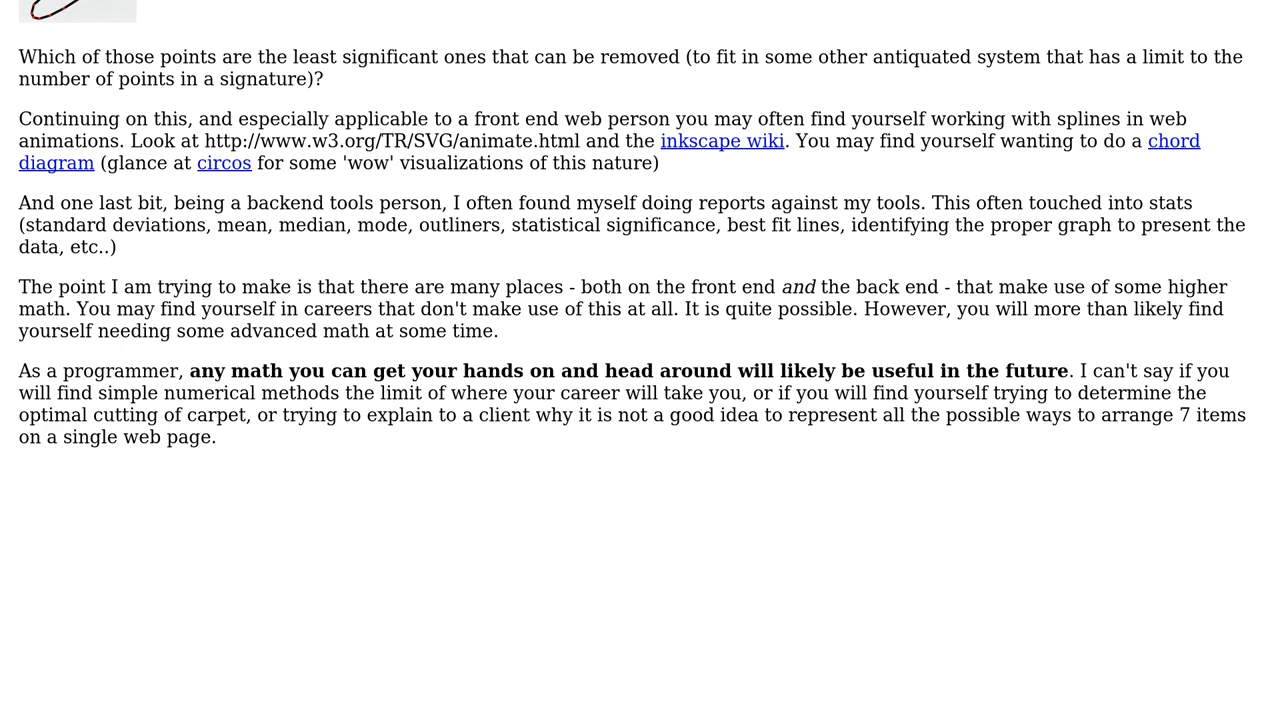 Which of those points are the least significant ones that can be removed (to fit in some other antiquated system that has a limit to the
number of points in a signature)?
Continuing on this, and especially applicable to a front end web person you may often find yourself working with splines in web
animations. Look at http://www.w3.org/TR/SVG/animate.html and the inkscape wiki. You may find yourself wanting to do a chord
diagram (glance at circos for some 'wow' visualizations of this nature)
And one last bit, being a backend tools person, I often found myself doing reports against my tools. This often touched into stats
(standard deviations, mean, median, mode, outliners, statistical significance, best fit lines, identifying the proper graph to present the
data, etc..)
The point I am trying to make is that there are many places - both on the front end and the back end - that make use of some higher
math. You may find yourself in careers that don't make use of this at all. It is quite possible. However, you will more than likely find
yourself needing some advanced math at some time.
As a programmer, any math you can get your hands on and head around will likely be useful in the future. I can't say if you
will find simple numerical methods the limit of where your career will take you, or if you will find yourself trying to determine the
optimal cutting of carpet, or trying to explain to a client why it is not a good idea to represent all the possible ways to arrange 7 items
on a single web page.